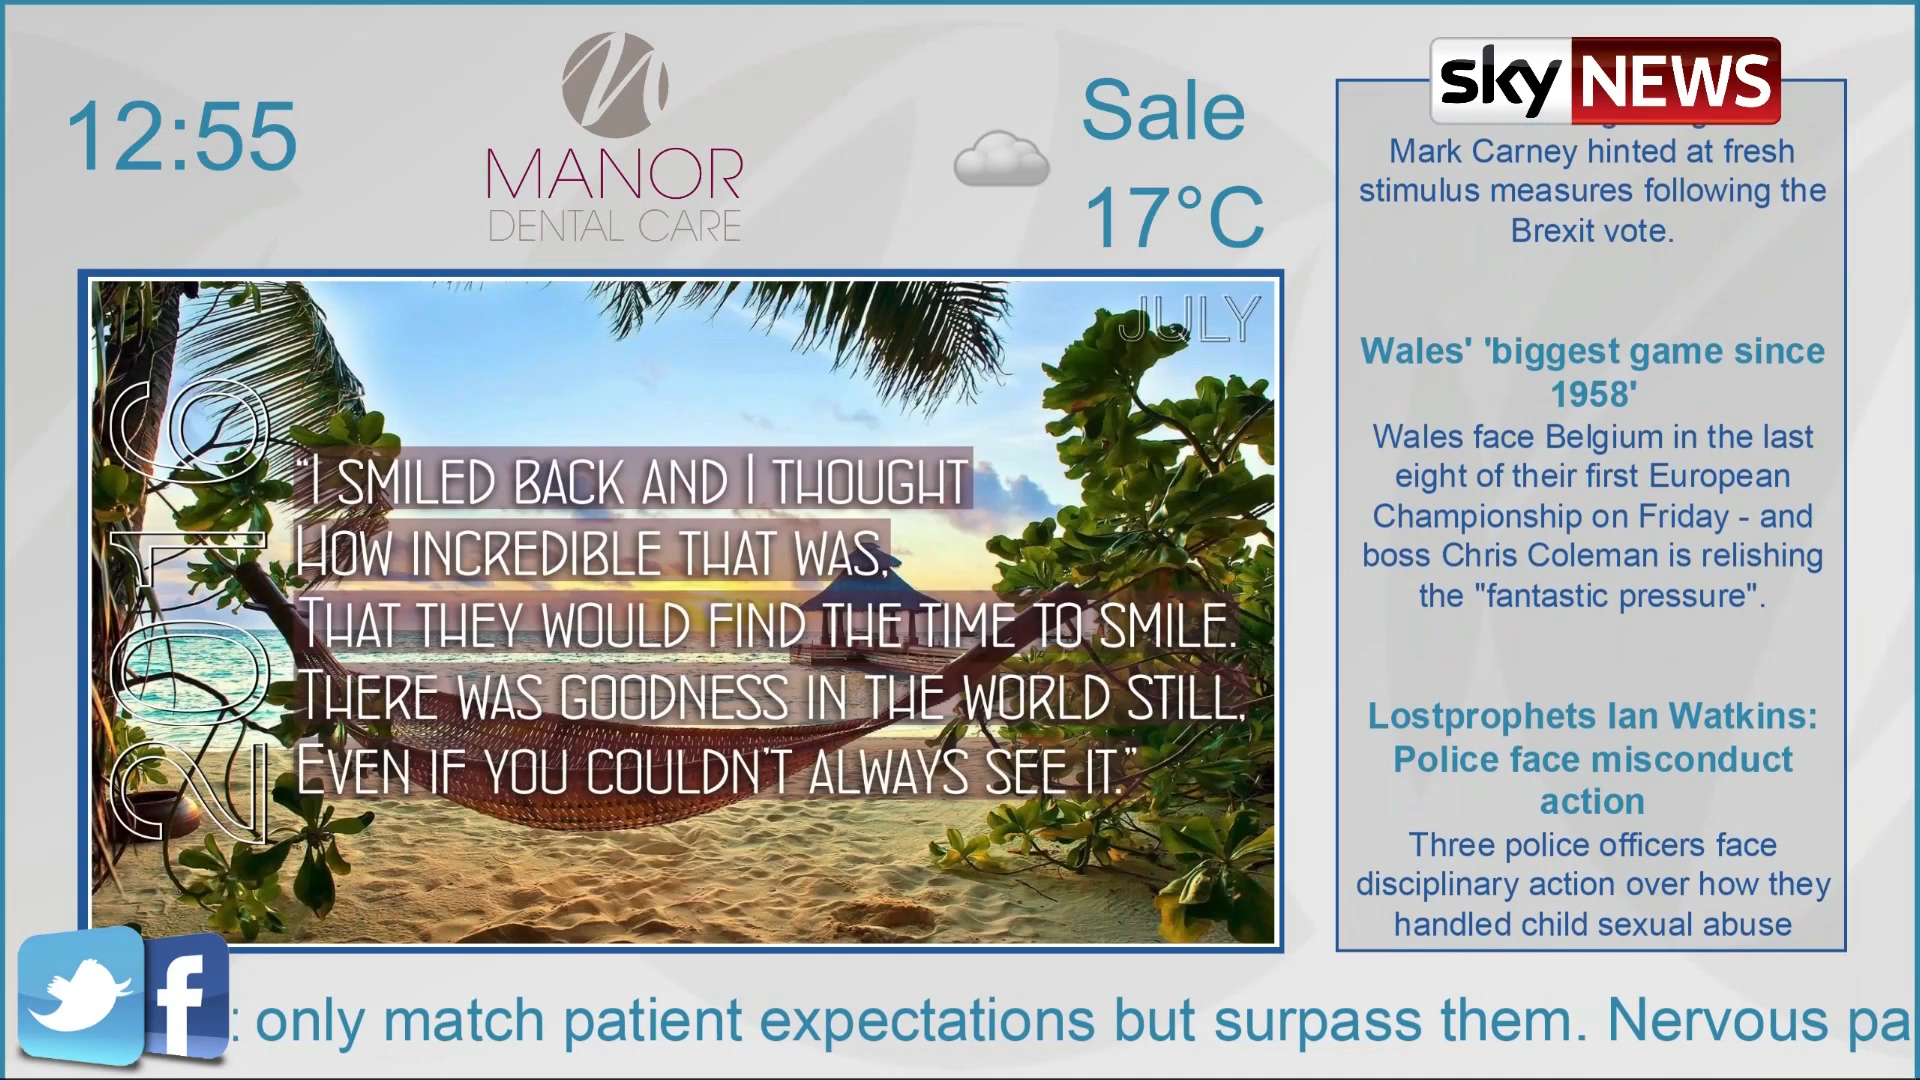 12:55
MANOR
DENTAL CARE
Sale
17°C
sky NEWS
Mark Carney hinted at fresh
stimulus measures following the
Brexit vote.
Wales' 'biggest game since
1958'
Wales face Belgium in the last
eight of their first European
Championship on Friday - and
boss Chris Coleman is relishing
the "fantastic pressure".
Lostprophets Ian Watkins:
Police face misconduct
action
Three police officers face
disciplinary action over how they
handled child sexual abuse
JULY
2016
“I SMILED BACK AND I THOUGHT
HOW INCREDIBLE THAT WAS,
THAT THEY WOULD FIND THE TIME TO SMILE.
THERE WAS GOODNESS IN THE WORLD STILL,
EVEN IF YOU COULDN'T ALWAYS SEE IT.”
f
only match patient expectations but surpass them. Nervous pa